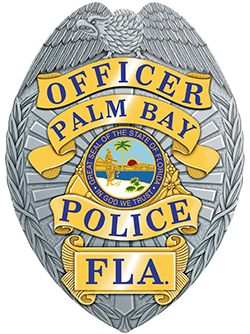 OFFICER
PALM BAY
GREAT SEAL OF THE STATE OF FLORIDA
IN GOD WE TRUST
POLICE
FLA.